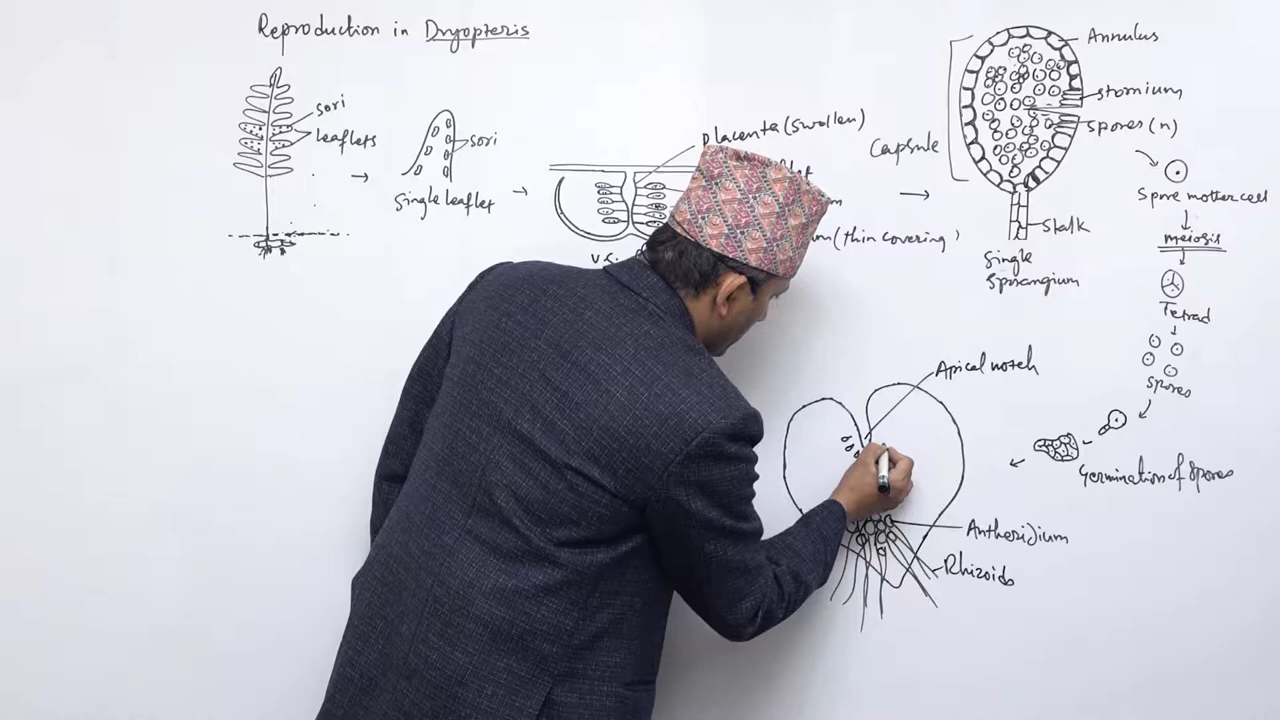 Reproduction in Dryopteris
sori
leaflets
sori
Single leaflet
Placenta (swollen)
(thin covering)
Capsule
Annulus
stomium
spores (n)
Stalk
Single
Sporangium
Spore mother cell
meiosis
Tetrad
Spores
Germination of spores
Apical notch
Antheridium
Rhizoids